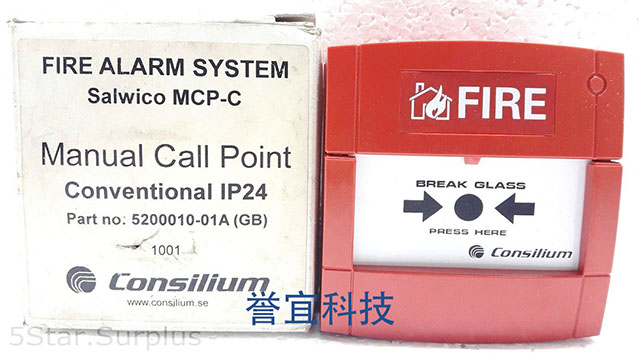 FIRE ALARM SYSTEM
Salwico MCP-C
Manual Call Point
Conventional IP24
Part no: 5200010-01A (GB)
1001
Consilium
www.consilium.se
FIRE
BREAK GLASS
PRESS HERE
Consilium
誉宜科技
5Star.Surplus